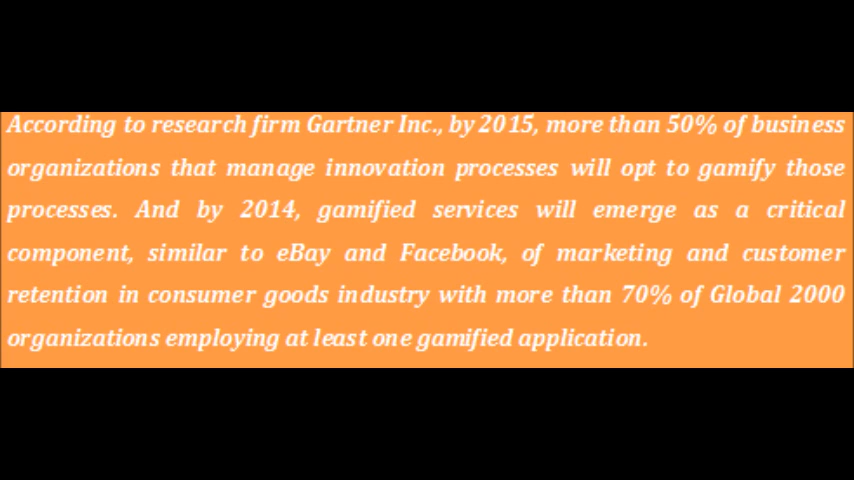 According to research firm Gartner Inc., by 2015, more than 50% of business
organizations that manage innovation processes will opt to gamify those
processes. And by 2014, gamified services will emerge as a critical
component, similar to eBay and Facebook, of marketing and customer
retention in consumer goods industry with more than 70% of Global 2000
organizations employing at least one gamified application.